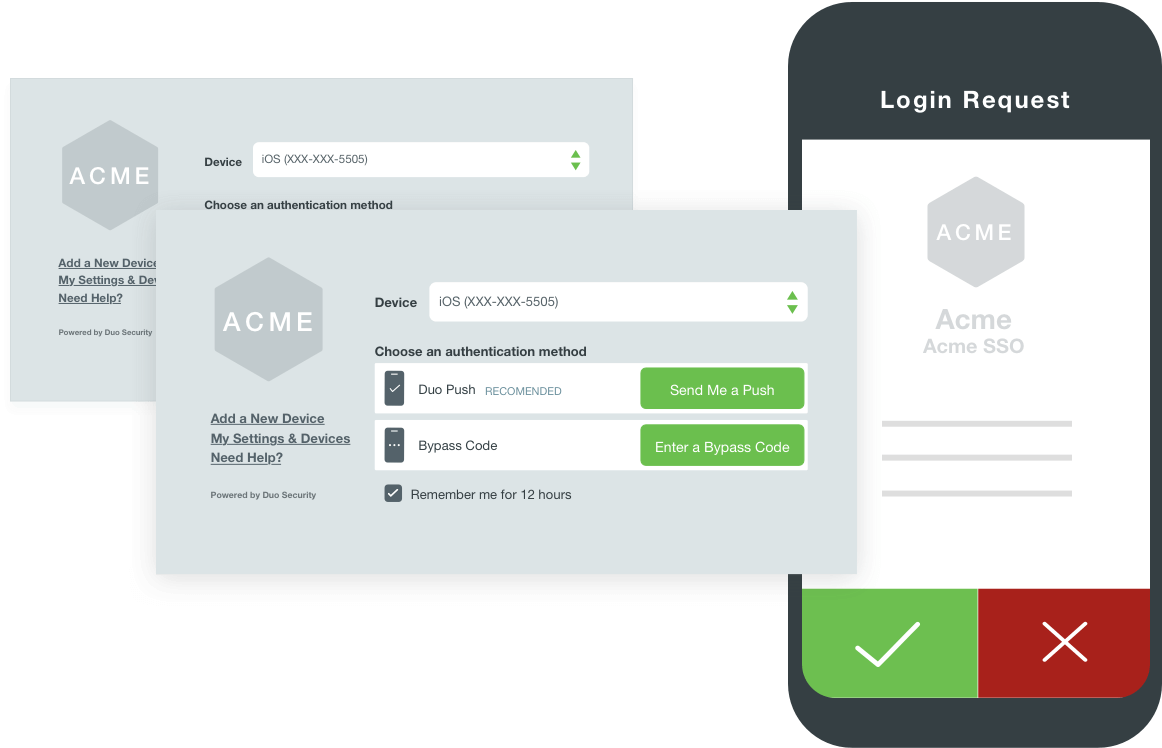 ACME
Device iOS (XXX-XXX-5505)
Choose an authentication method
Add a New Device
My Settings & Dev
Need Help?
Powered by Duo Security
ACME
Device iOS (XXX-XXX-5505)
Choose an authentication method
Duo Push RECOMENDED Send Me a Push
Bypass Code Enter a Bypass Code
Remember me for 12 hours
Add a New Device
My Settings & Devices
Need Help?
Powered by Duo Security
Login Request
ACME
Acme
Acme SSO